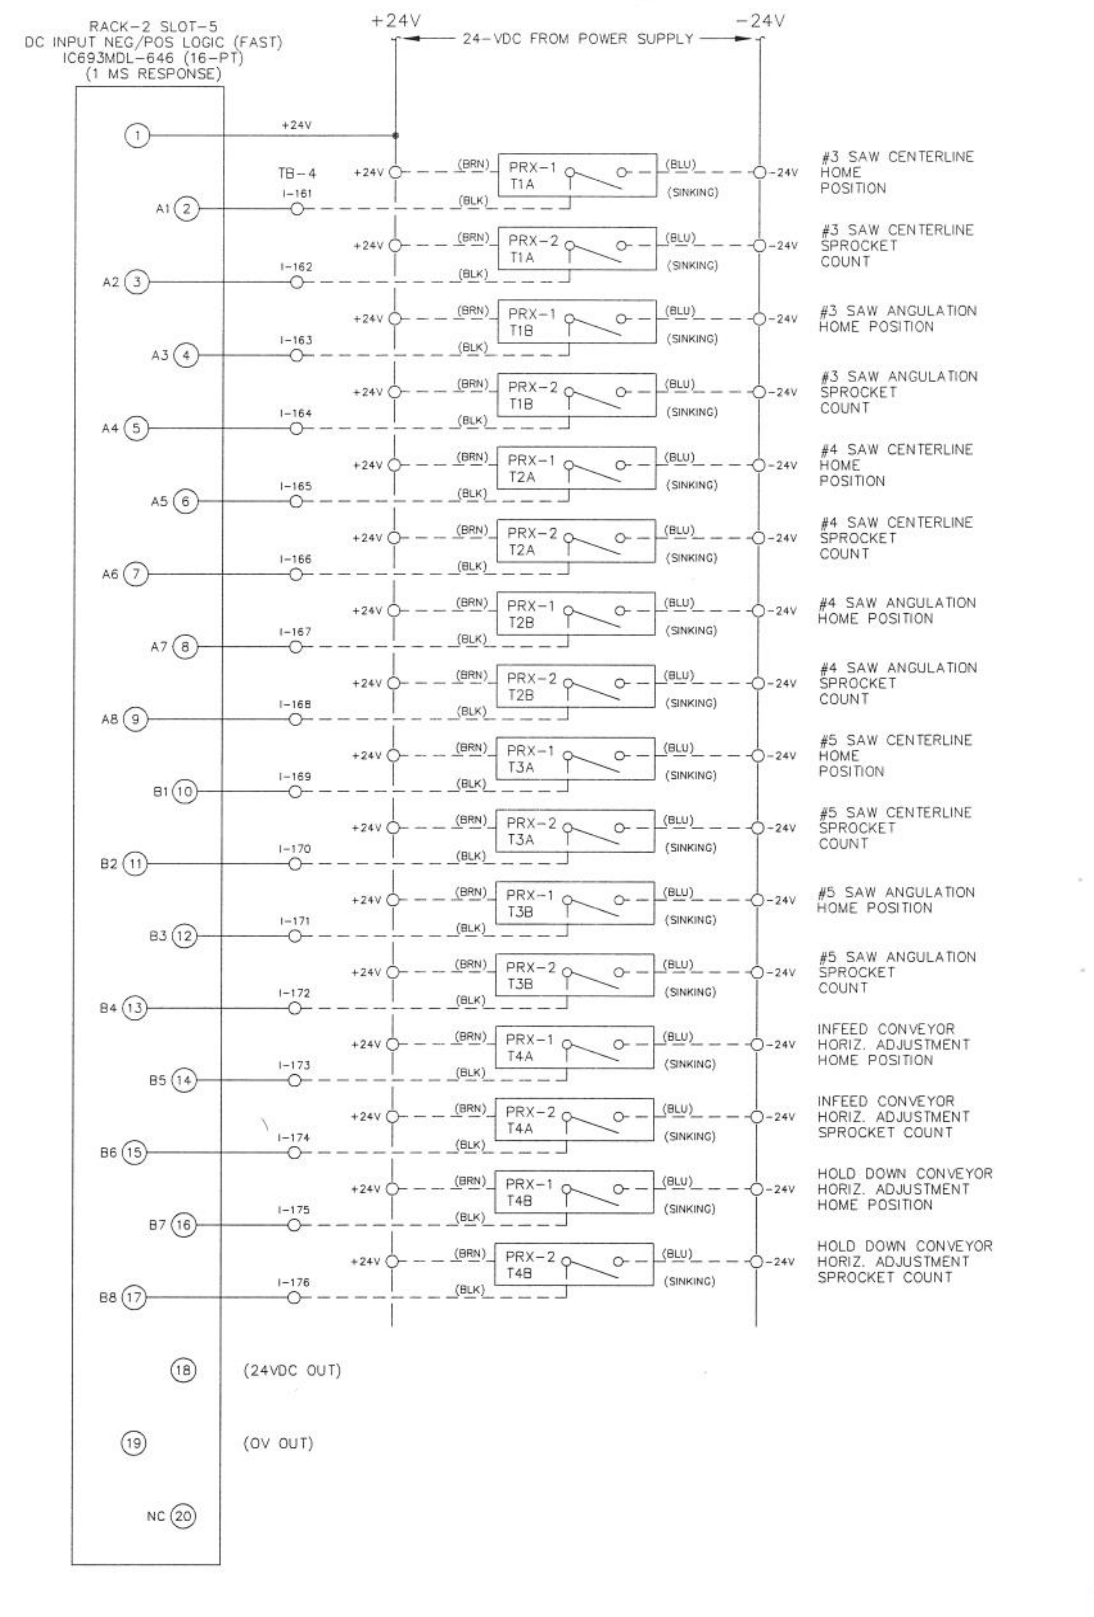 RACK-2 SLOT-5
DC INPUT NEG/POS LOGIC (FAST)
IC693MDL-646 (16-PT)
(1 MS RESPONSE)
+24V
24-VDC FROM POWER SUPPLY
-24V
1
+24V
TB-4
+24V
(BRN)
PRX-1
T1A
(BLU)
(SINKING)
-24V
#3 SAW CENTERLINE
HOME
POSITION
A1 2
I-161
(BLK)
+24V
(BRN)
PRX-2
T1A
(BLU)
(SINKING)
-24V
#3 SAW CENTERLINE
SPROCKET
COUNT
A2 3
I-162
(BLK)
+24V
(BRN)
PRX-1
T1B
(BLU)
(SINKING)
-24V
#3 SAW ANGULATION
HOME POSITION
A3 4
I-163
(BLK)
+24V
(BRN)
PRX-2
T1B
(BLU)
(SINKING)
-24V
#3 SAW ANGULATION
SPROCKET
COUNT
A4 5
I-164
(BLK)
+24V
(BRN)
PRX-1
T2A
(BLU)
(SINKING)
-24V
#4 SAW CENTERLINE
HOME
POSITION
A5 6
I-165
(BLK)
+24V
(BRN)
PRX-2
T2A
(BLU)
(SINKING)
-24V
#4 SAW CENTERLINE
SPROCKET
COUNT
A6 7
I-166
(BLK)
+24V
(BRN)
PRX-1
T2B
(BLU)
(SINKING)
-24V
#4 SAW ANGULATION
HOME POSITION
A7 8
I-167
(BLK)
+24V
(BRN)
PRX-2
T2B
(BLU)
(SINKING)
-24V
#4 SAW ANGULATION
SPROCKET
COUNT
A8 9
I-168
(BLK)
+24V
(BRN)
PRX-1
T3A
(BLU)
(SINKING)
-24V
#5 SAW CENTERLINE
HOME
POSITION
B1 10
I-169
(BLK)
+24V
(BRN)
PRX-2
T3A
(BLU)
(SINKING)
-24V
#5 SAW CENTERLINE
SPROCKET
COUNT
B2 11
I-170
(BLK)
+24V
(BRN)
PRX-1
T3B
(BLU)
(SINKING)
-24V
#5 SAW ANGULATION
HOME POSITION
B3 12
I-171
(BLK)
+24V
(BRN)
PRX-2
T3B
(BLU)
(SINKING)
-24V
#5 SAW ANGULATION
SPROCKET
COUNT
B4 13
I-172
(BLK)
+24V
(BRN)
PRX-1
T4A
(BLU)
(SINKING)
-24V
INFEED CONVEYOR
HORIZ. ADJUSTMENT
HOME POSITION
B5 14
I-173
(BLK)
+24V
(BRN)
PRX-2
T4A
(BLU)
(SINKING)
-24V
INFEED CONVEYOR
HORIZ. ADJUSTMENT
SPROCKET COUNT
B6 15
I-174
(BLK)
+24V
(BRN)
PRX-1
T4B
(BLU)
(SINKING)
-24V
HOLD DOWN CONVEYOR
HORIZ. ADJUSTMENT
HOME POSITION
B7 16
I-175
(BLK)
+24V
(BRN)
PRX-2
T4B
(BLU)
(SINKING)
-24V
HOLD DOWN CONVEYOR
HORIZ. ADJUSTMENT
SPROCKET COUNT
B8 17
I-176
(BLK)
18 (24VDC OUT)
19 (0V OUT)
NC 20